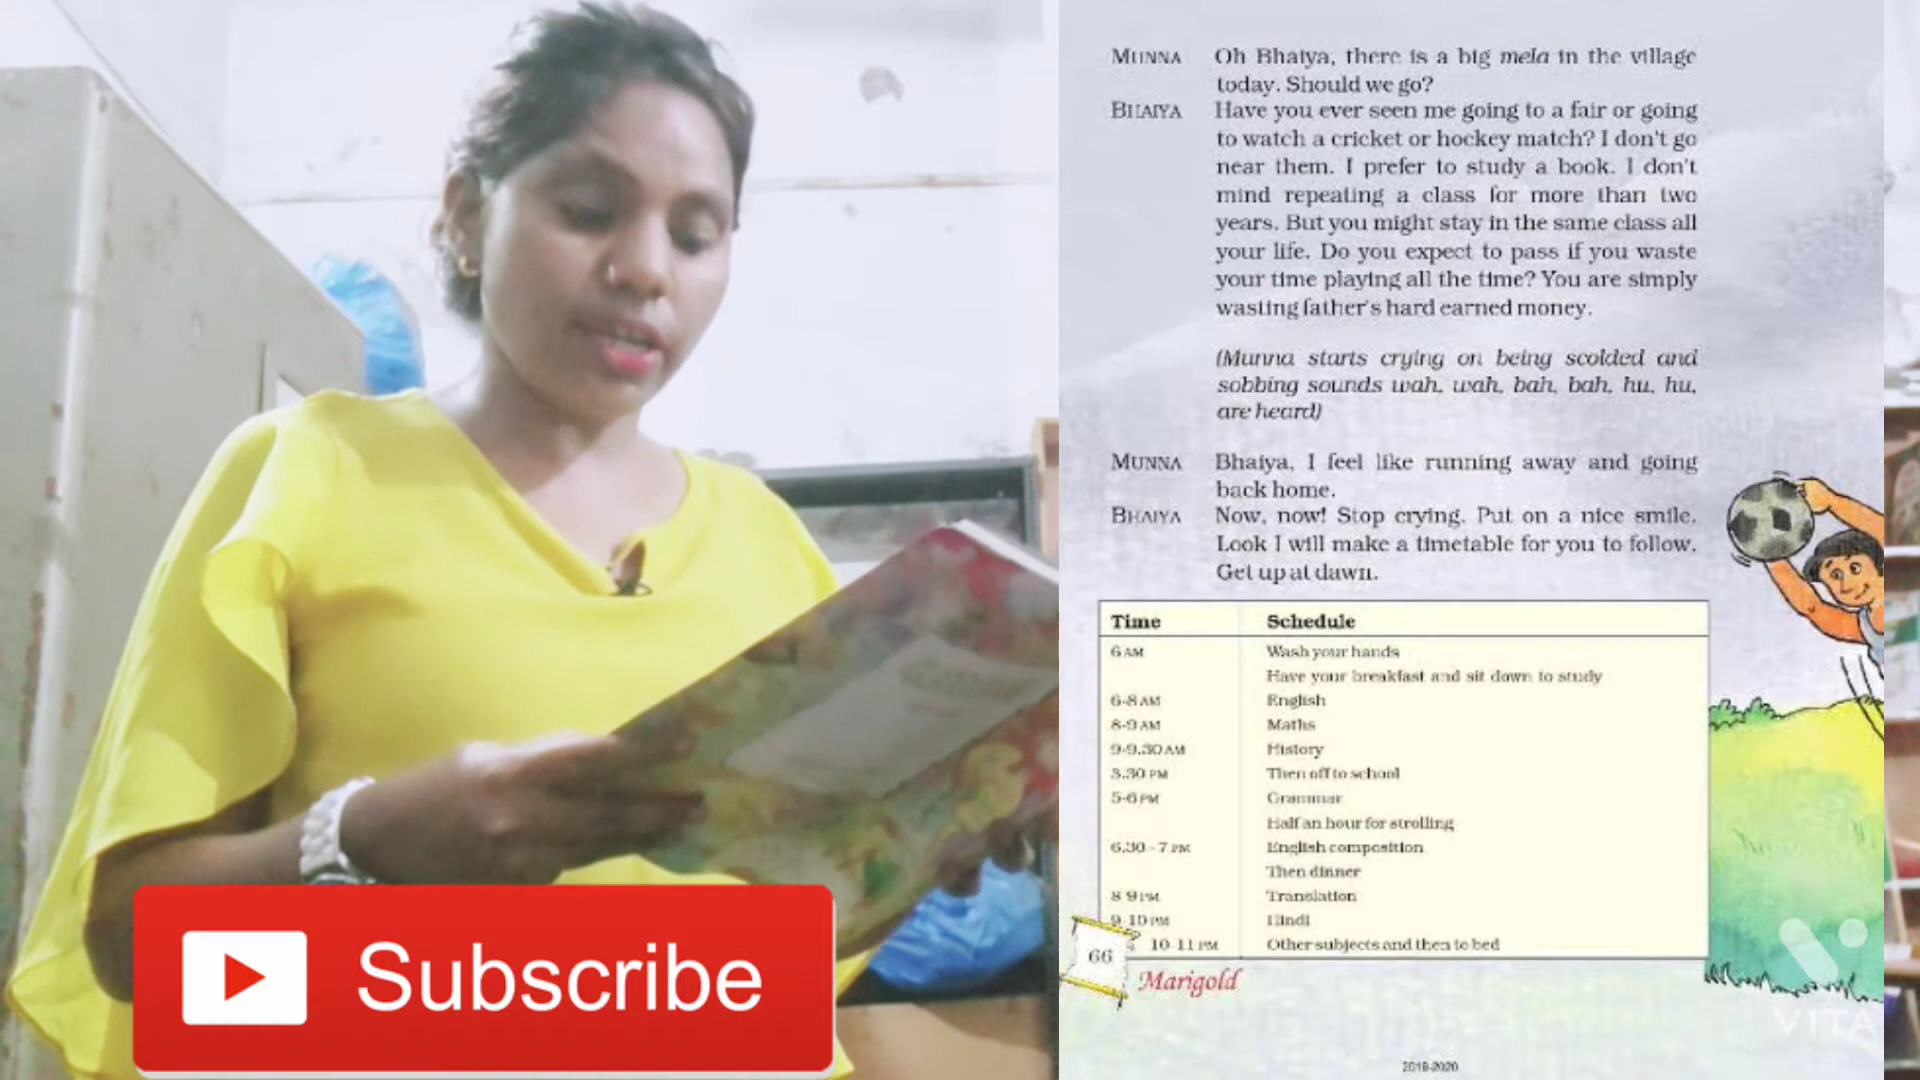 MUNNA Oh Bhaiya, there is a big mela in the village
today. Should we go?
BHAIYA Have you ever seen me going to a fair or going
to watch a cricket or hockey match? I don't go
near them. I prefer to study a book. I don't
mind repeating a class for more than two
years. But you might stay in the same class all
your life. Do you expect to pass if you waste
your time playing all the time? You are simply
wasting father's hard earned money.
(Munna starts crying on being scolded and
sobbing sounds wah, wah, bah, bah, hu, hu,
are heard)
MUNNA Bhaiya, I feel like running away and going
back home.
BHAIYA Now, now! Stop crying. Put on a nice smile.
Look I will make a timetable for you to follow.
Get up at dawn.
Time Schedule
6 AM Wash your hands
Have your breakfast and sit down to study
6-8 AM English
8-9 AM Maths
9-9.30 AM History
3.30 PM Then off to school
5-6 PM Grammar
Half an hour for strolling
6.30 - 7 PM English composition
Then dinner
8 9 PM Translation
9-10 PM Hindi
10-11 PM Other subjects and then to bed
66
Marigold
Subscribe
VITA
2019-2020